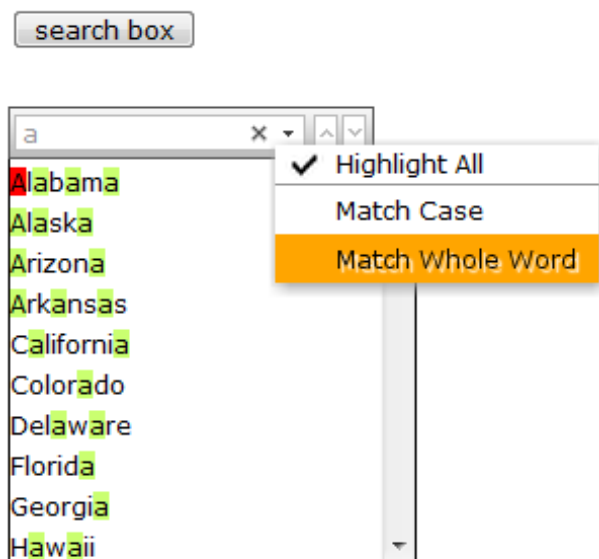 search box
a
Highlight All
Match Case
Match Whole Word
Alabama
Alaska
Arizona
Arkansas
California
Colorado
Delaware
Florida
Georgia
Hawaii